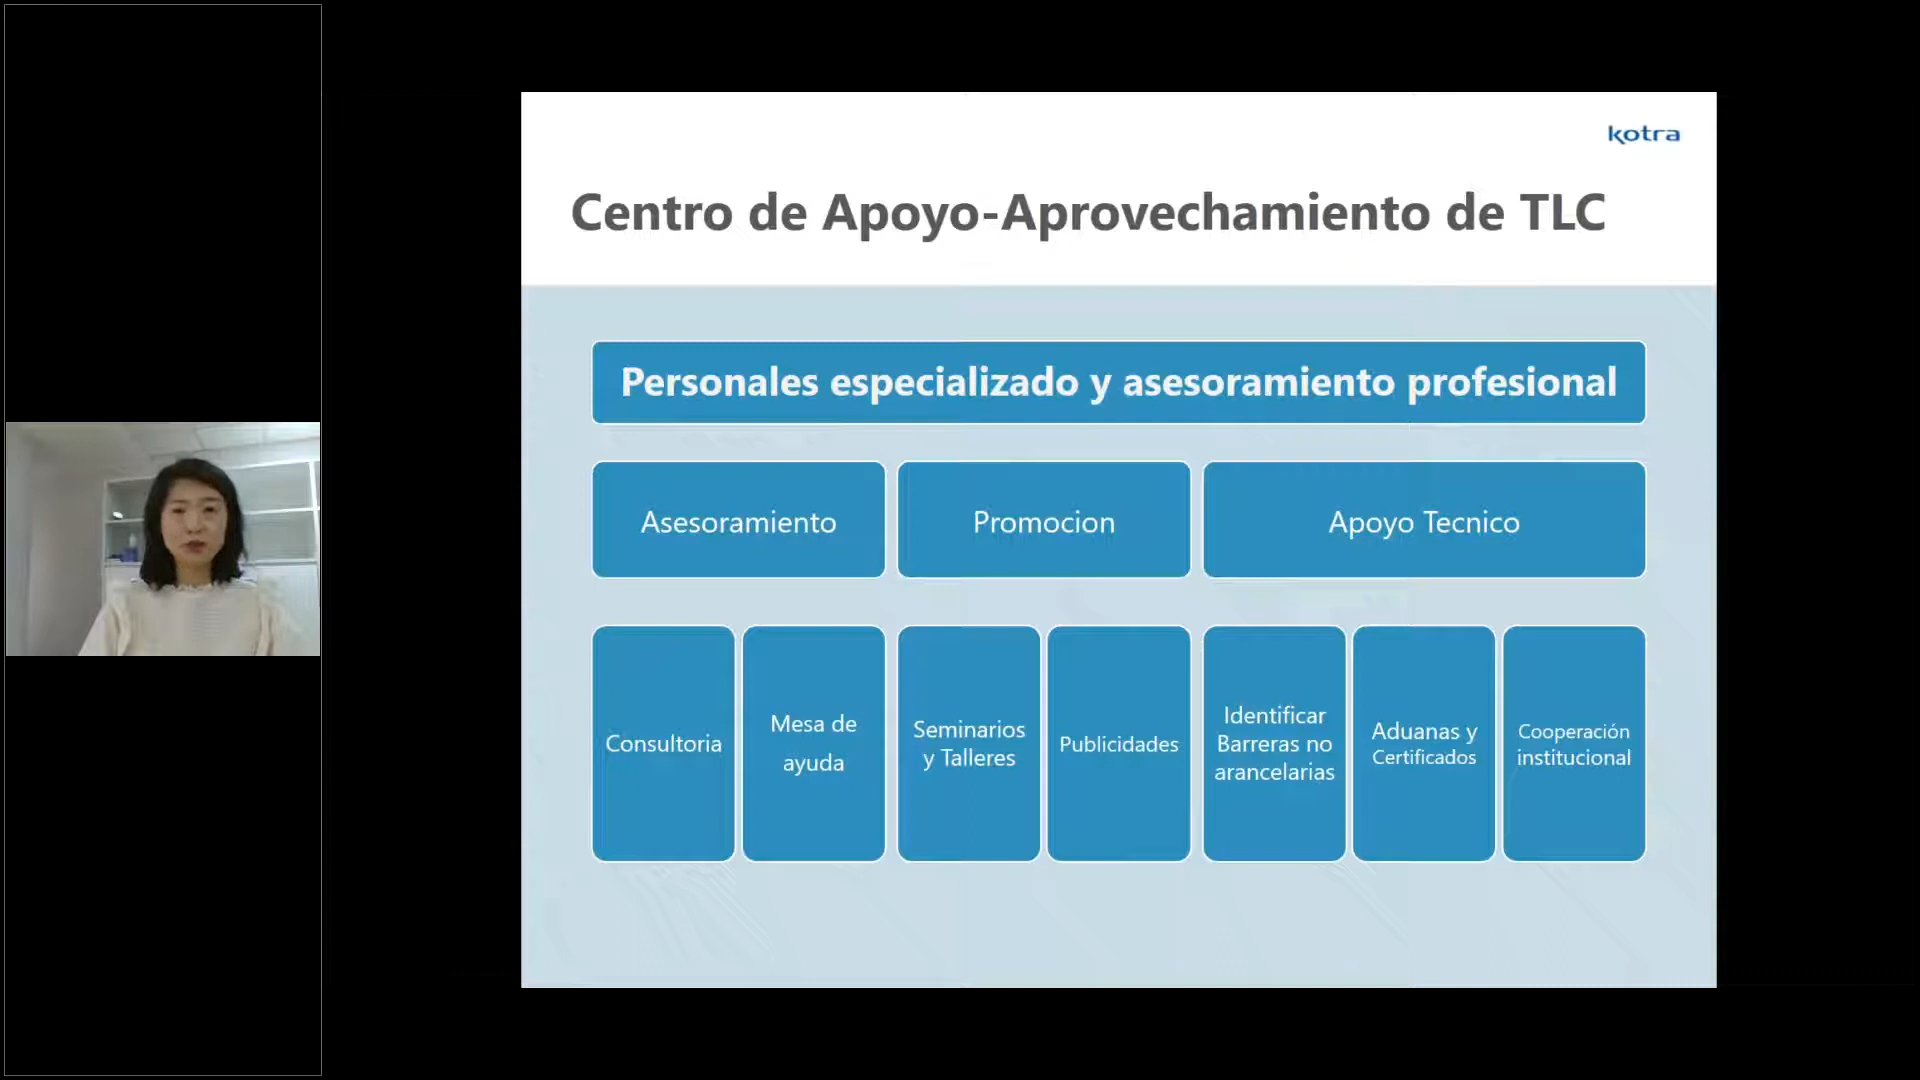 kotra
Centro de Apoyo-Aprovechamiento de TLC
Personales especializado y asesoramiento profesional
Asesoramiento
Promocion
Apoyo Tecnico
Consultoria
Mesa de
ayuda
Seminarios
y Talleres
Publicidades
Identificar
Barreras no
arancelarias
Aduanas y
Certificados
Cooperación
institucional